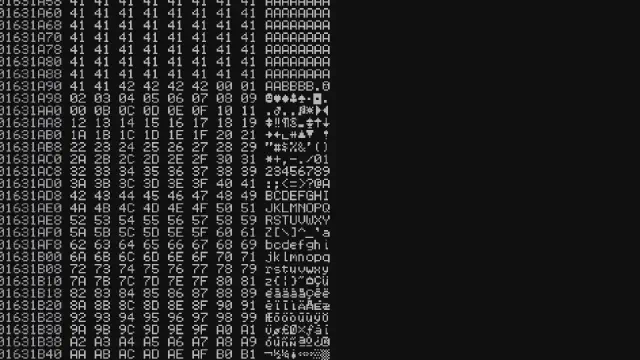 01631A58 41 41 41 41 41 41 41 41 AAAAAAAA
01631A60 41 41 41 41 41 41 41 41 AAAAAAAA
01631A68 41 41 41 41 41 41 41 41 AAAAAAAA
01631A70 41 41 41 41 41 41 41 41 AAAAAAAA
01631A78 41 41 41 41 41 41 41 41 AAAAAAAA
01631A80 41 41 41 41 41 41 41 41 AAAAAAAA
01631A88 41 41 41 41 41 41 41 41 AAAAAAAA
01631A90 41 41 42 42 42 42 00 01 AABBBB.☺
01631A98 02 03 04 05 06 07 08 09 ☻♥♦♣♠•◘.
01631AA0 00 0B 0C 0D 0E 0F 10 11 .♂..♫☼►◄
01631AA8 12 13 14 15 16 17 18 19 ↕‼¶§▬↨↑↓
01631AB0 1A 1B 1C 1D 1E 1F 20 21 →←∟↔▲▼ !
01631AB8 22 23 24 25 26 27 28 29 "#$%&'()
01631AC0 2A 2B 2C 2D 2E 2F 30 31 *+,-./01
01631AC8 32 33 34 35 36 37 38 39 23456789
01631AD0 3A 3B 3C 3D 3E 3F 40 41 :;<=>?@A
01631AD8 42 43 44 45 46 47 48 49 BCDEFGHI
01631AE0 4A 4B 4C 4D 4E 4F 50 51 JKLMNOPQ
01631AE8 52 53 54 55 56 57 58 59 RSTUVWXY
01631AF0 5A 5B 5C 5D 5E 5F 60 61 Z[\]^_`a
01631AF8 62 63 64 65 66 67 68 69 bcdefghi
01631B00 6A 6B 6C 6D 6E 6F 70 71 jklmnopq
01631B08 72 73 74 75 76 77 78 79 rstuvwxy
01631B10 7A 7B 7C 7D 7E 7F 80 81 z{|}~⌂Çü
01631B18 82 83 84 85 86 87 88 89 éâäàåçêë
01631B20 8A 8B 8C 8D 8E 8F 90 91 èïîìÄÅÉæ
01631B28 92 93 94 95 96 97 98 99 ÆôöòûùÿÖ
01631B30 9A 9B 9C 9D 9E 9F A0 A1 Üø£Ø×ƒáí
01631B38 A2 A3 A4 A5 A6 A7 A8 A9 óúñÑªº¿®
01631B40 AA AB AC AD AE AF B0 B1 ¬½¼¡«»░▒